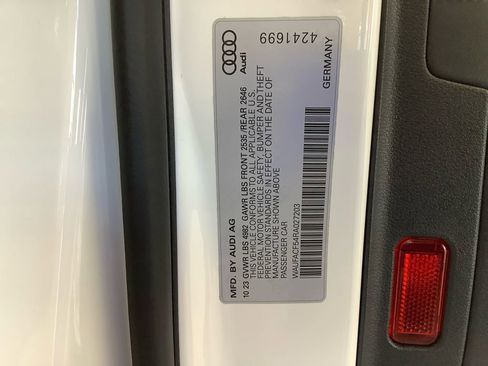 Audi
4241699
GERMANY
MFD. BY AUDI AG
10 23 GVWR LBS 4982 GAWR LBS FRONT 2535 /REAR 2646
THIS VEHICLE CONFORMS TO ALL APPLICABLE U.S.
FEDERAL MOTOR VEHICLE SAFETY, BUMPER AND THEFT
PREVENTION STANDARDS IN EFFECT ON THE DATE OF
MANUFACTURE SHOWN ABOVE
PASSENGER CAR
WAUFACF54RA027203